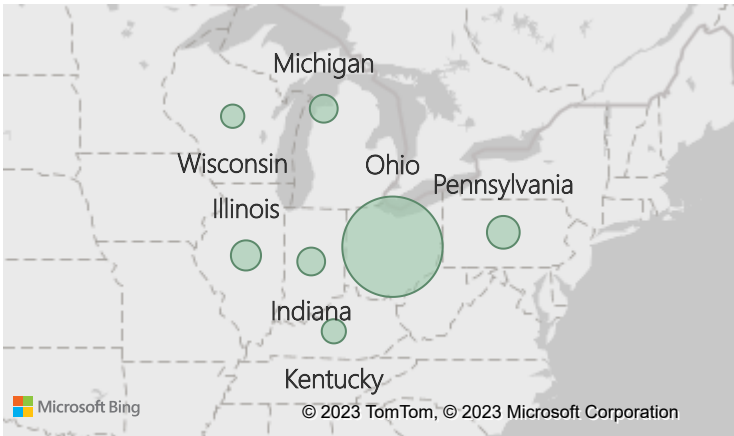 Michigan
Wisconsin
Ohio
Pennsylvania
Illinois
Indiana
Kentucky
Microsoft Bing
© 2023 TomTom, © 2023 Microsoft Corporation